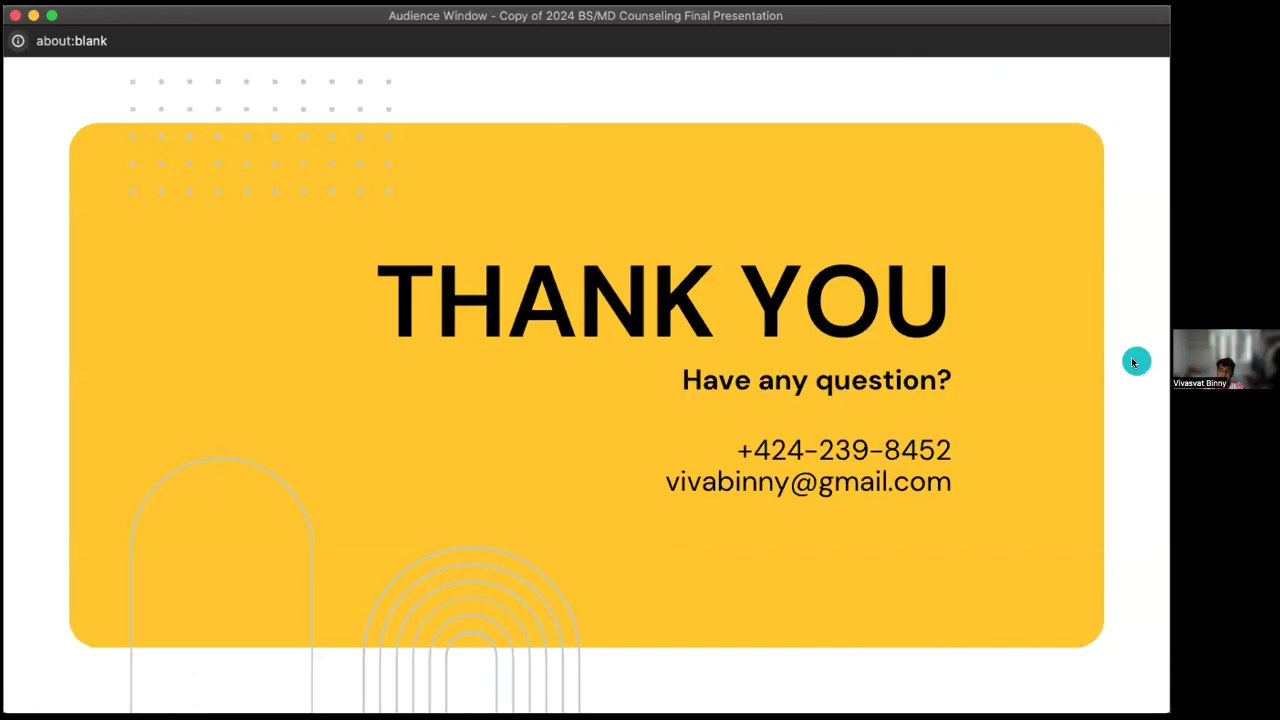 Audience Window - Copy of 2024 BS/MD Counseling Final Presentation
about:blank
THANK YOU
Have any question?
+424-239-8452
vivabinny@gmail.com
Vivasvat Binny